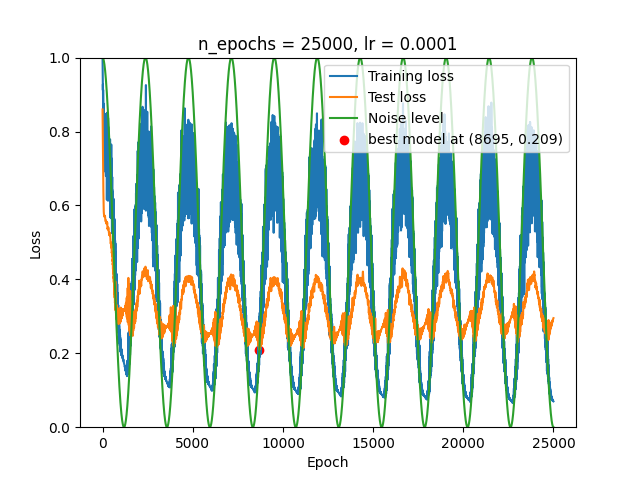 n_epochs = 25000, lr = 0.0001
1.0
0.8
0.6
0.4
0.2
0.0
Loss
Training loss
Test loss
Noise level
best model at (8695, 0.209)
0 5000 10000 15000 20000 25000
Epoch